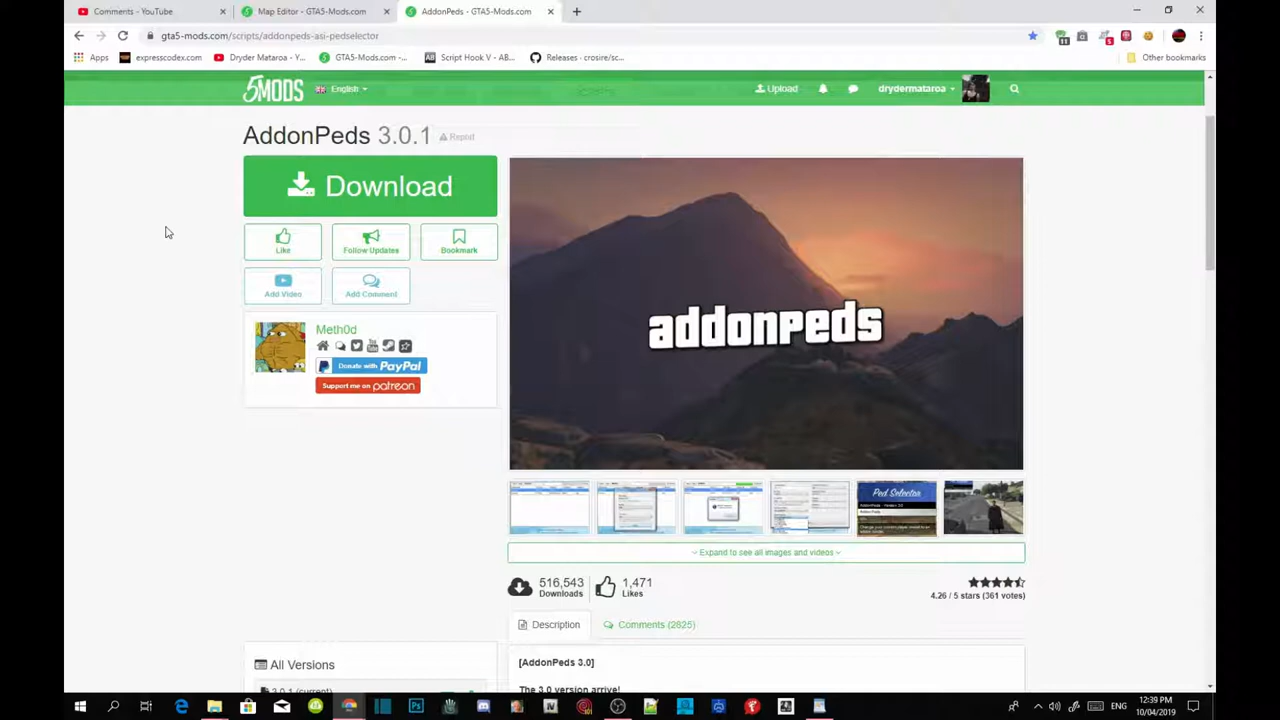 Comments - YouTube
Map Editor - GTA5-Mods.com
AddonPeds - GTA5-Mods.com
gta5-mods.com/scripts/addonpeds-asi-pedselector
Apps
expresscodex.com
Dryder Mataroa - Y...
GTA5-Mods.com -...
Script Hook V - AB...
Releases · crosire/sc...
Other bookmarks
5MODS
English
Upload
drydermataroa
AddonPeds 3.0.1
Report
Download
Like
Follow Updates
Bookmark
Add Video
Add Comment
Meth0d
Donate with PayPal
Support me on patreon
addonpeds
Ped Selector
Expand to see all images and videos
516,543
Downloads
1,471
Likes
4.26 / 5 stars (361 votes)
Description
Comments (2825)
All Versions
3.0.1 (current)
[AddonPeds 3.0]
The 3.0 version arrive!
ENG
12:39 PM
10/04/2019